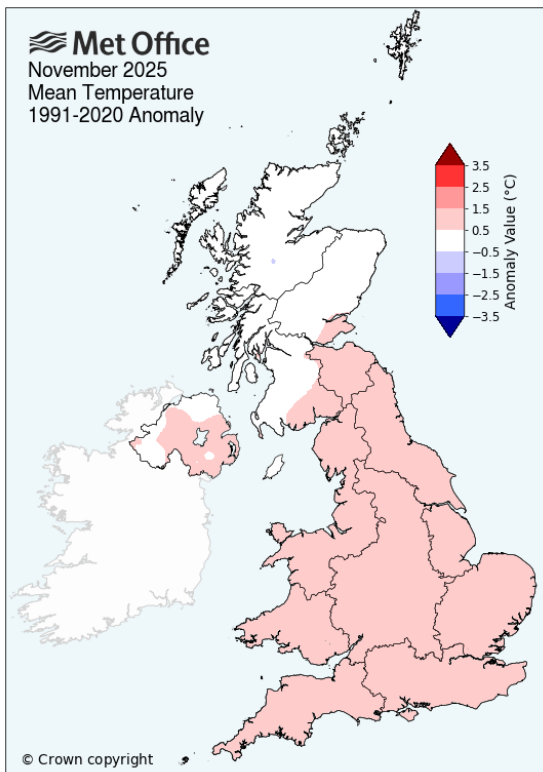 Met Office
November 2025
Mean Temperature
1991-2020 Anomaly
3.5
2.5
1.5
0.5
−0.5
−1.5
−2.5
−3.5
Anomaly Value (°C)
© Crown copyright